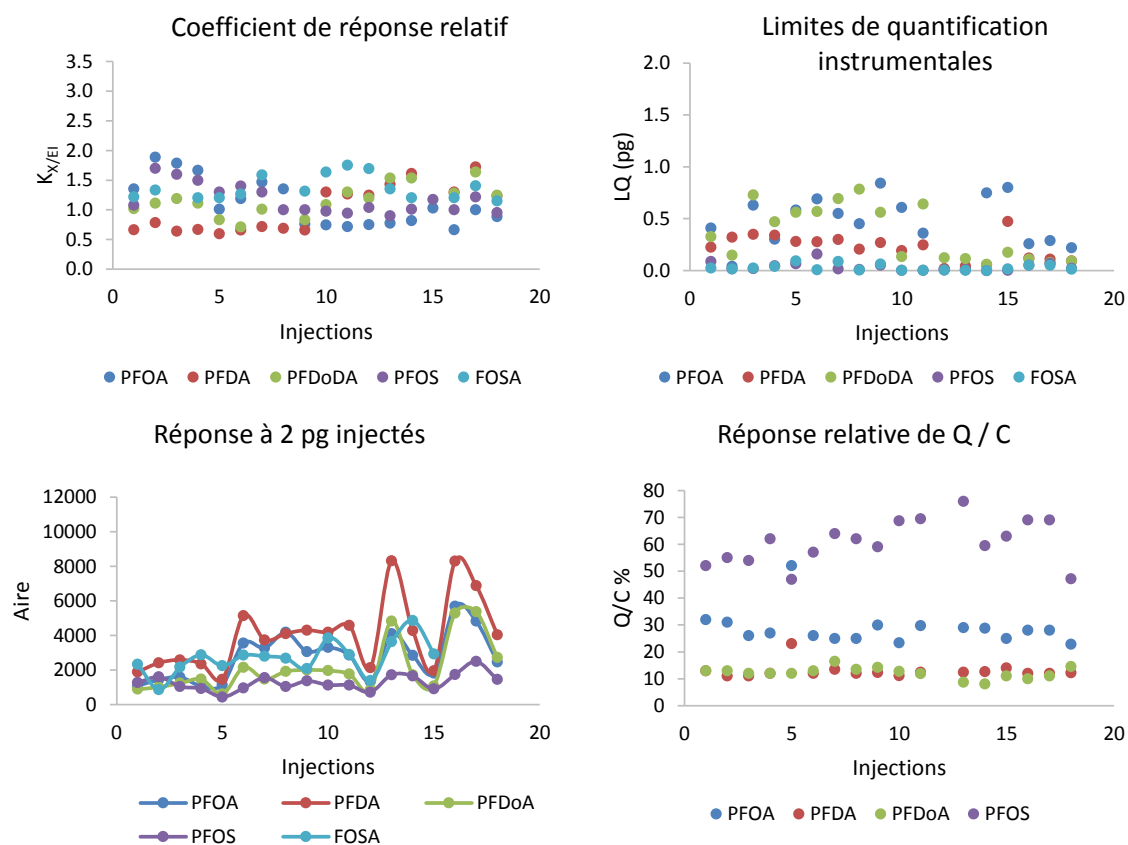 Coefficient de réponse relatif
3.5
3.0
2.5
2.0
1.5
1.0
0.5
0.0
K_X/EI
0 5 10 15 20
Injections
PFOA PFDA PFDoDA PFOS FOSA
Limites de quantification
instrumentales
2.0
1.5
1.0
0.5
0.0
LQ (pg)
0 5 10 15 20
Injections
PFOA PFDA PFDoDA PFOS FOSA
Réponse à 2 pg injectés
12000
10000
8000
6000
4000
2000
0
Aire
0 5 10 15 20
Injections
PFOA PFDA PFDoA
PFOS FOSA
Réponse relative de Q / C
80
70
60
50
40
30
20
10
0
Q/C %
0 5 10 15 20
Injections
PFOA PFDA PFDoA PFOS